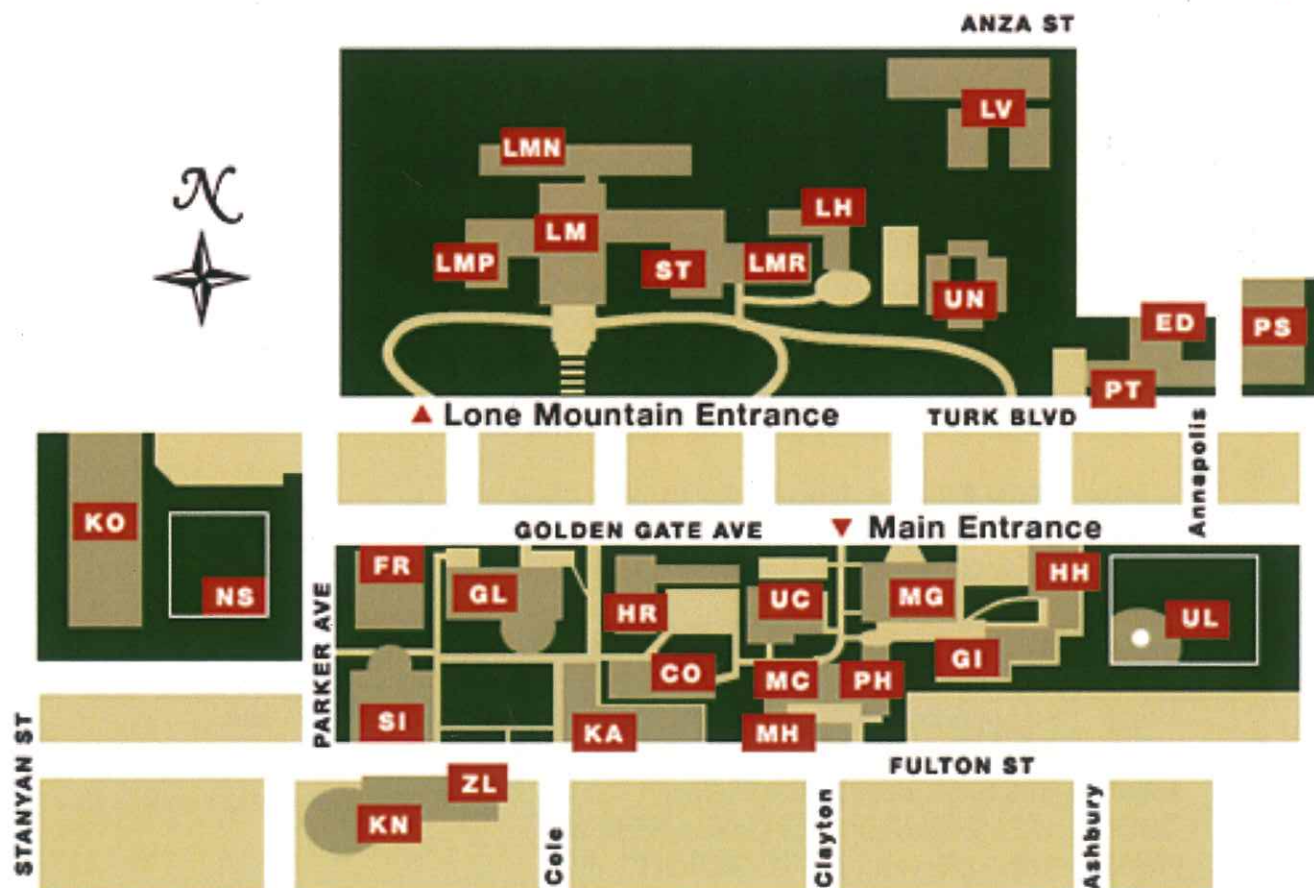 ANZA ST
LV
LMN
N
LH
LM
LMP
ST
LMR
UN
ED
PS
PT
Lone Mountain Entrance
TURK BLVD
Annapolis
KO
GOLDEN GATE AVE
Main Entrance
FR
HH
GL
NS
HR
UC
MG
UL
PARKER AVE
GI
CO
MC
PH
SI
KA
MH
STANYAN ST
FULTON ST
ZL
KN
Cole
Clayton
Ashbury